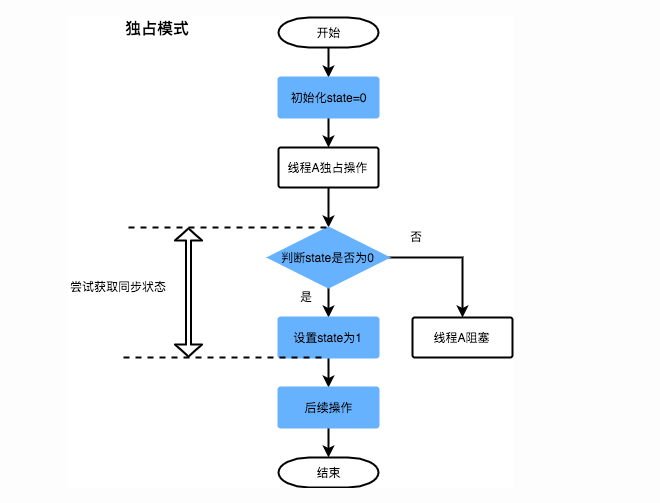 独占模式
开始
初始化state=0
线程A独占操作
判断state是否为0
否
尝试获取同步状态
是
设置state为1
线程A阻塞
后续操作
结束